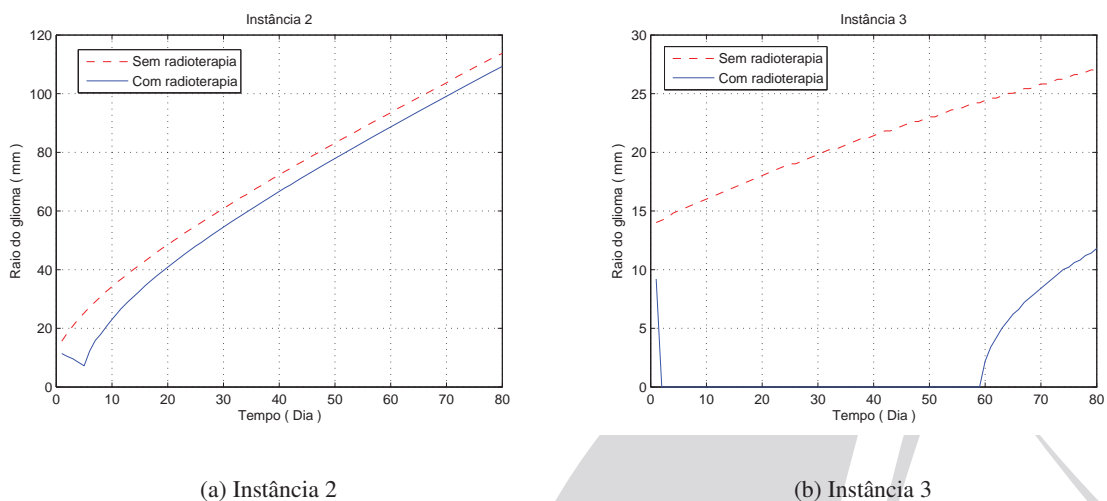 Instância 2
120
100
80
60
40
20
0
Raio do glioma ( mm )
Sem radioterapia
Com radioterapia
0 10 20 30 40 50 60 70 80
Tempo ( Dia )
(a) Instância 2
Instância 3
30
25
20
15
10
5
0
Raio do glioma ( mm )
Sem radioterapia
Com radioterapia
0 10 20 30 40 50 60 70 80
Tempo ( Dia )
(b) Instância 3